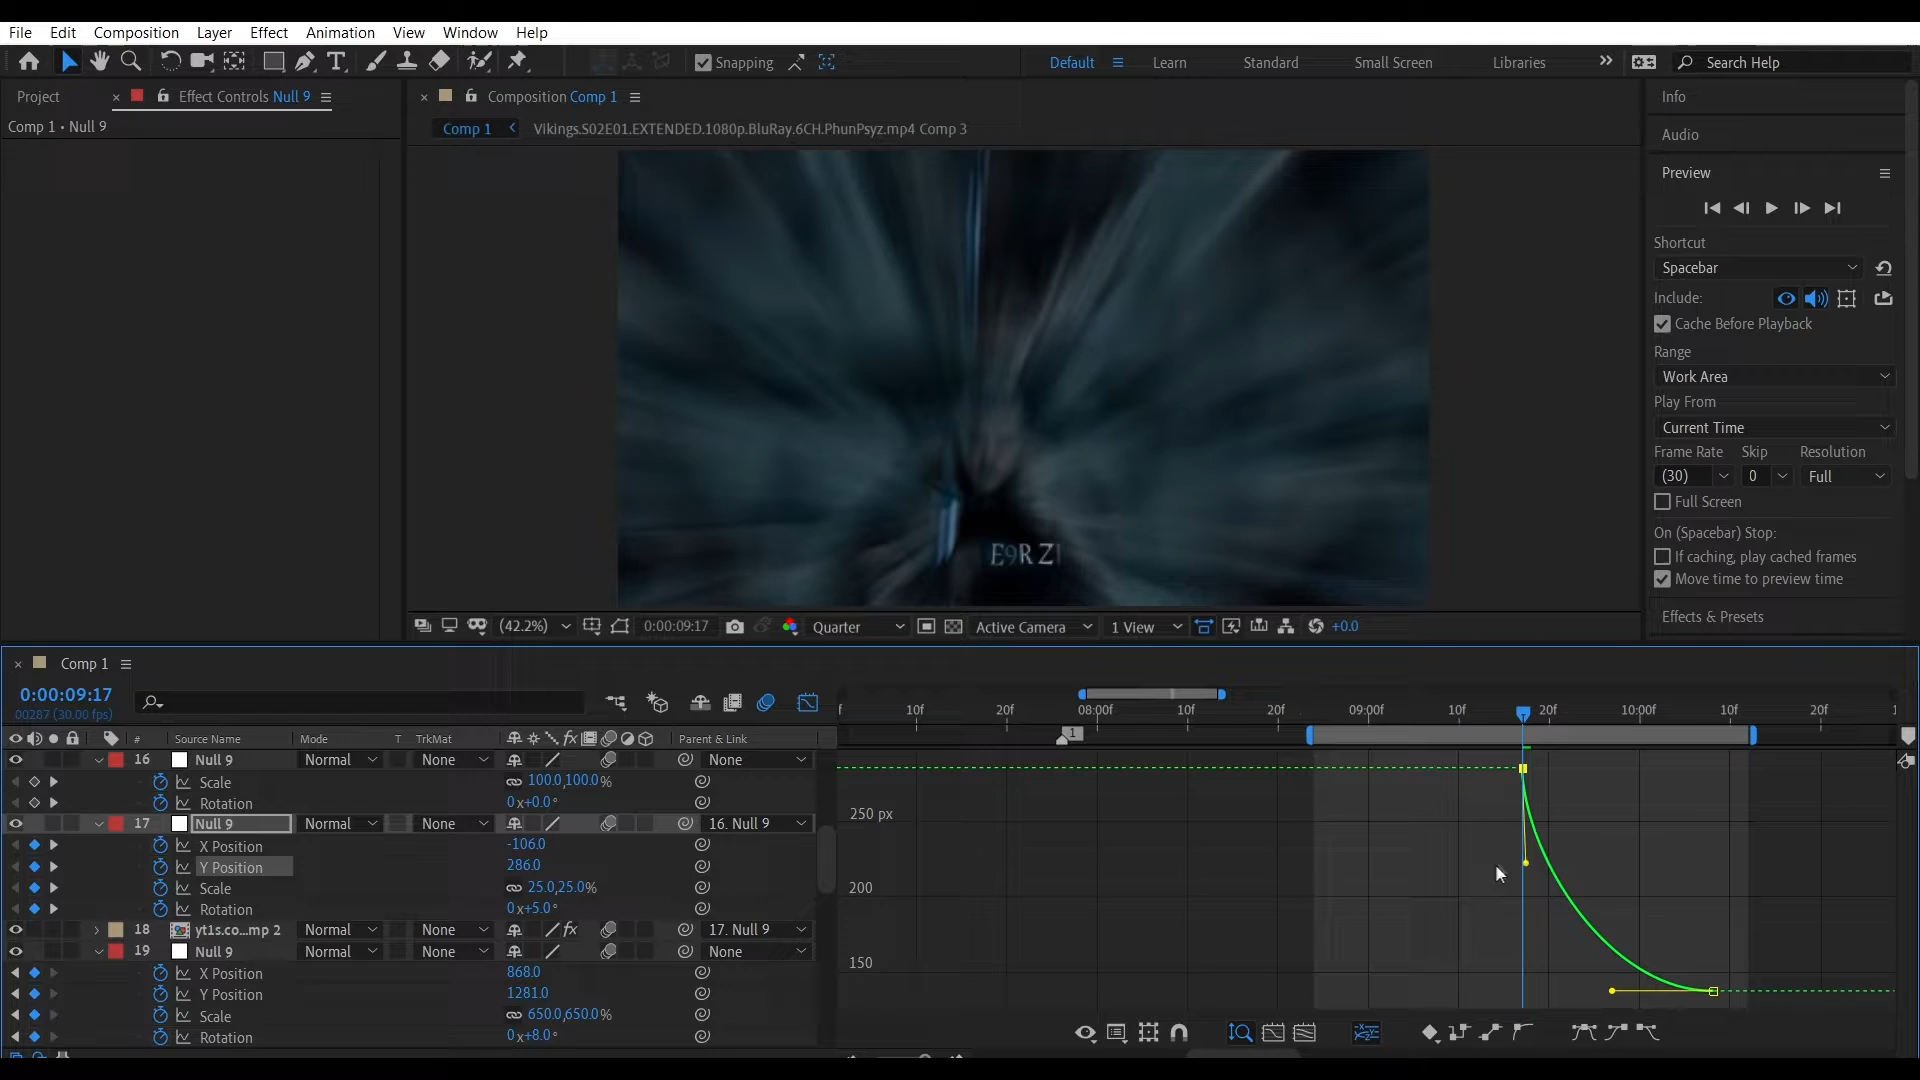 File Edit Composition Layer Effect Animation View Window Help
Snapping Default Learn Standard Small Screen Libraries Search Help
Project Effect Controls Null 9
Composition Comp 1
Info
Comp 1 • Null 9
Comp 1 Vikings.S02E01.EXTENDED.1080p.BluRay.6CH.PhunPsyz.mp4 Comp 3
Audio
Preview
Shortcut
Spacebar
Include:
Cache Before Playback
Range
Work Area
Play From
Current Time
Frame Rate Skip Resolution
(30) 0 Full
Full Screen
On (Spacebar) Stop:
If caching, play cached frames
Move time to preview time
Effects & Presets
E9R Z
(42.2%) 0:00:09:17 Quarter Active Camera 1 View +0.0
Comp 1
0:00:09:17
00287 (30.00 fps)
f 10f 20f 08:00f 10f 20f 09:00f 10f 20f 10:00f 10f 20f 1
1
# Source Name Mode T TrkMat fx Parent & Link
16 Null 9 Normal None
Scale 100.0,100.0%
Rotation 0x+0.0°
17 Null 9 Normal None 16. Null 9
X Position -106.0
Y Position 286.0
Scale 25.0,25.0%
Rotation 0x+5.0°
18 yt1s.co...mp 2 Normal None fx 17. Null 9
19 Null 9 Normal None None
X Position 868.0
Y Position 1281.0
Scale 650.0,650.0%
Rotation 0x+8.0°
250 px
200
150